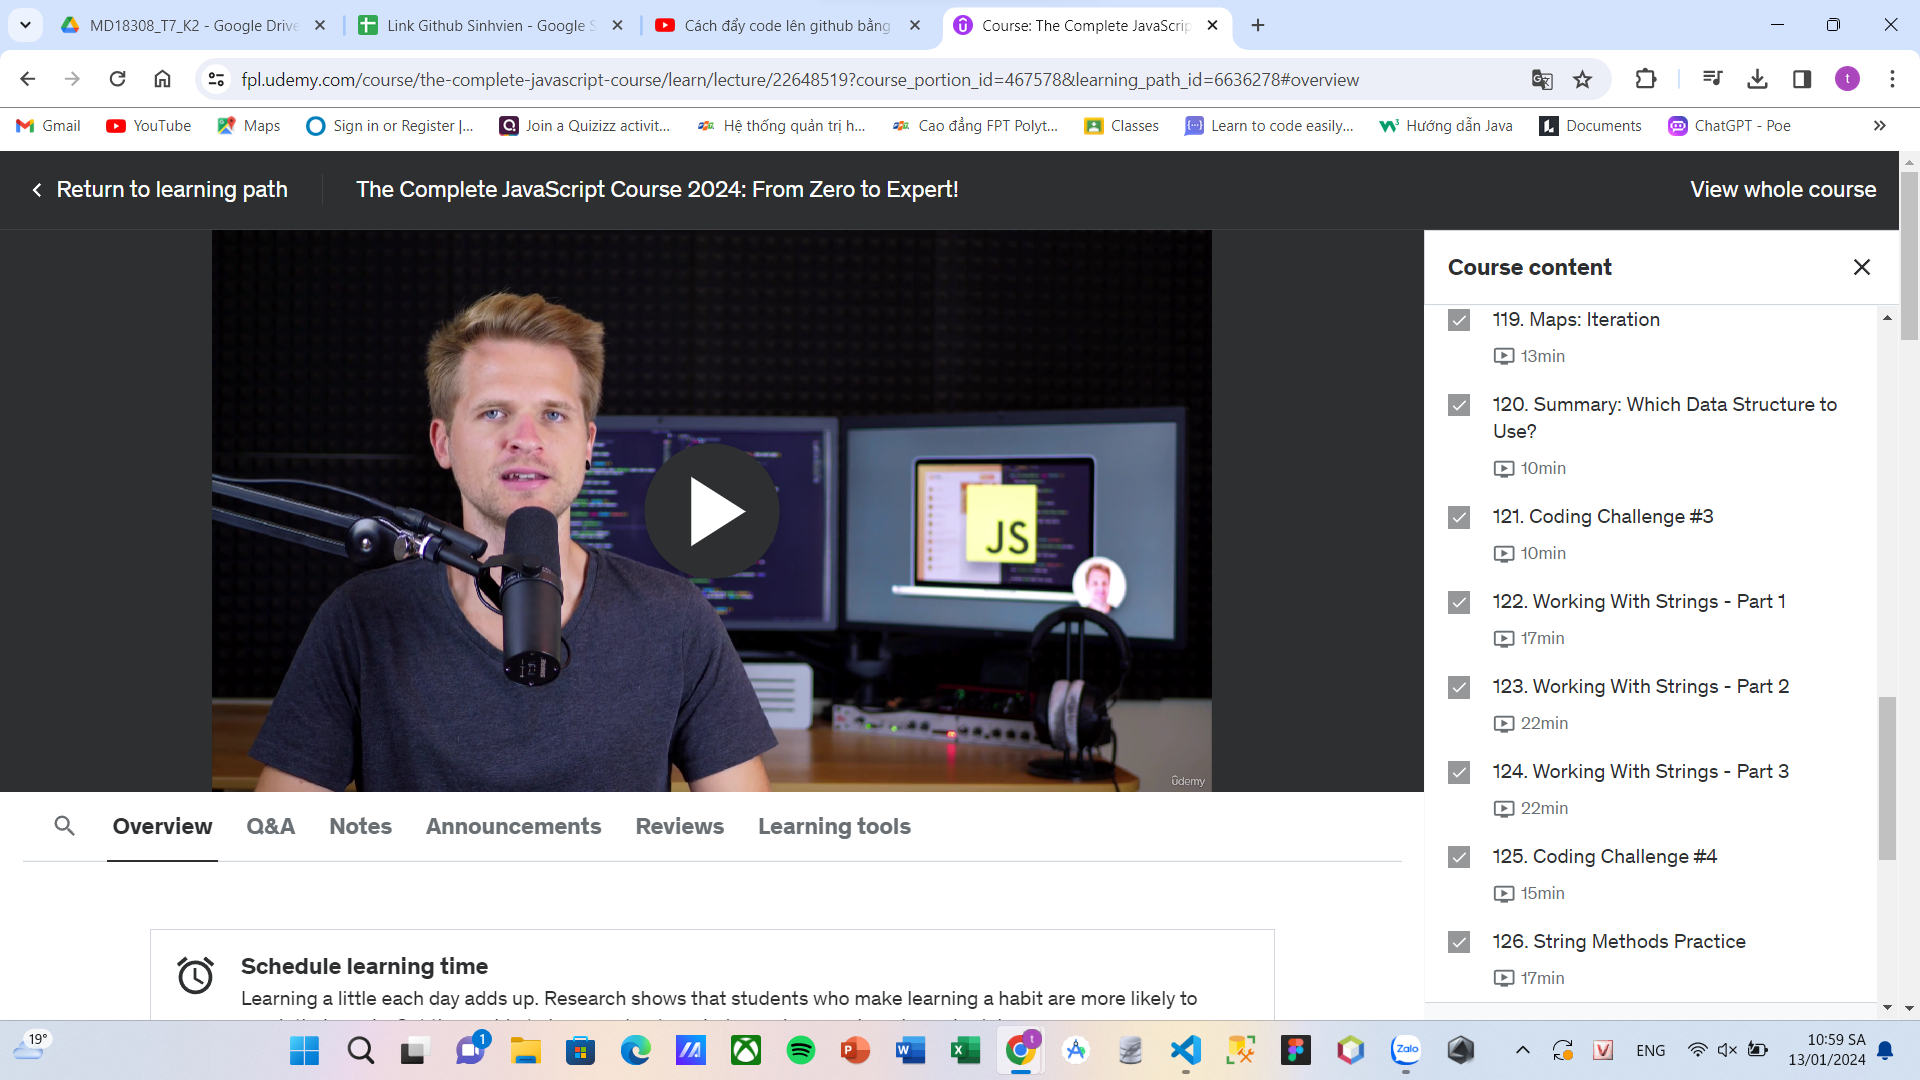 MD18308_T7_K2 - Google Drive
Link Github Sinhvien - Google S
Cách đẩy code lên github bằng
Course: The Complete JavaScrip
fpl.udemy.com/course/the-complete-javascript-course/learn/lecture/22648519?course_portion_id=467578&learning_path_id=6636278#overview
t
Gmail
YouTube
Maps
Sign in or Register |...
Join a Quizizz activit...
Hệ thống quản trị h...
Cao đẳng FPT Polyt...
Classes
Learn to code easily...
Hướng dẫn Java
Documents
ChatGPT - Poe
Return to learning path
The Complete JavaScript Course 2024: From Zero to Expert!
View whole course
JS
ûdemy
Course content
119. Maps: Iteration
13min
120. Summary: Which Data Structure to
Use?
10min
121. Coding Challenge #3
10min
122. Working With Strings - Part 1
17min
123. Working With Strings - Part 2
22min
124. Working With Strings - Part 3
22min
125. Coding Challenge #4
15min
126. String Methods Practice
17min
Overview
Q&A
Notes
Announcements
Reviews
Learning tools
Schedule learning time
Learning a little each day adds up. Research shows that students who make learning a habit are more likely to
19°
1
t
Zalo
ENG
10:59 SA
13/01/2024